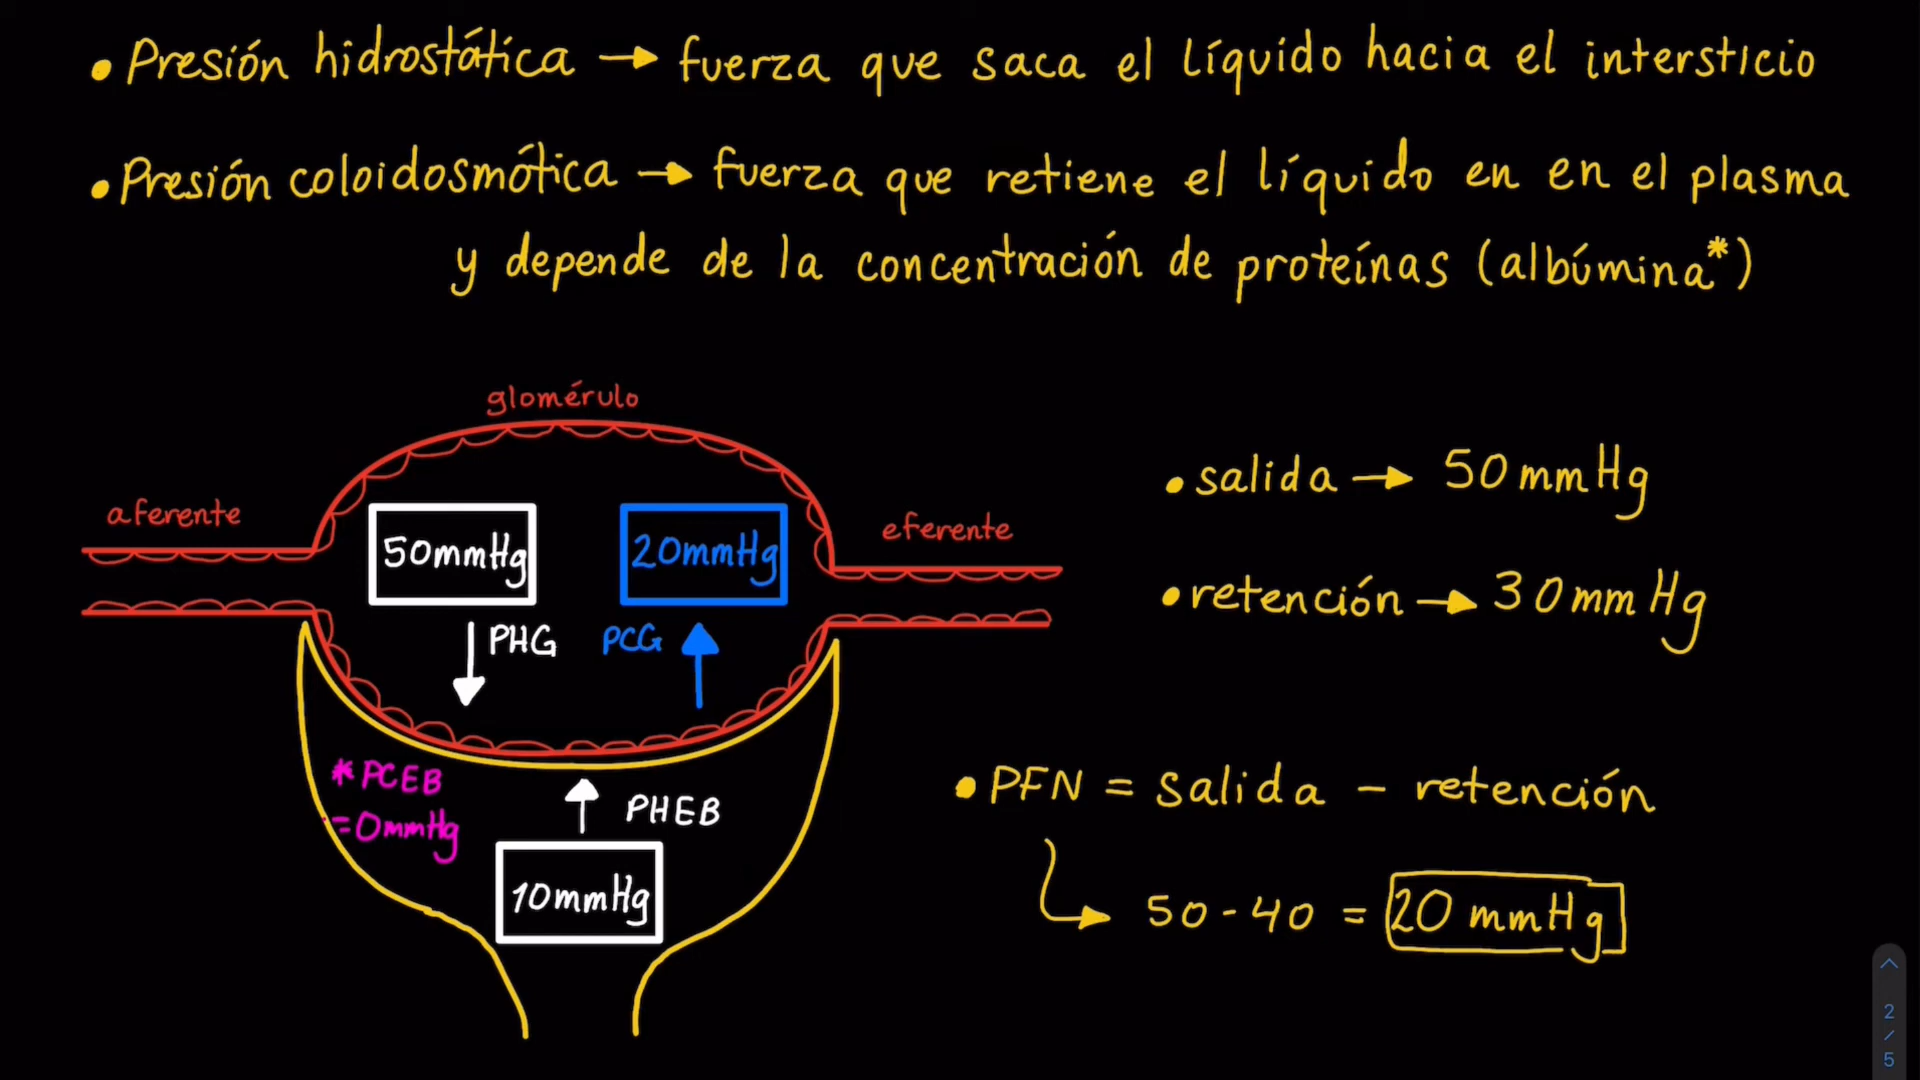 • Presión hidrostática → fuerza que saca el líquido hacia el intersticio
• Presión coloidosmótica → fuerza que retiene el líquido en en el plasma
y depende de la concentración de proteínas (albúmina*)
glomérulo
aferente
eferente
50mmHg
20mmHg
PHG
PCG
* PCEB
= 0mmHg
PHEB
10mmHg
• salida → 50 mmHg
• retención → 30 mmHg
• PFN = salida - retención
50 - 40 = 20 mmHg
2
/
5